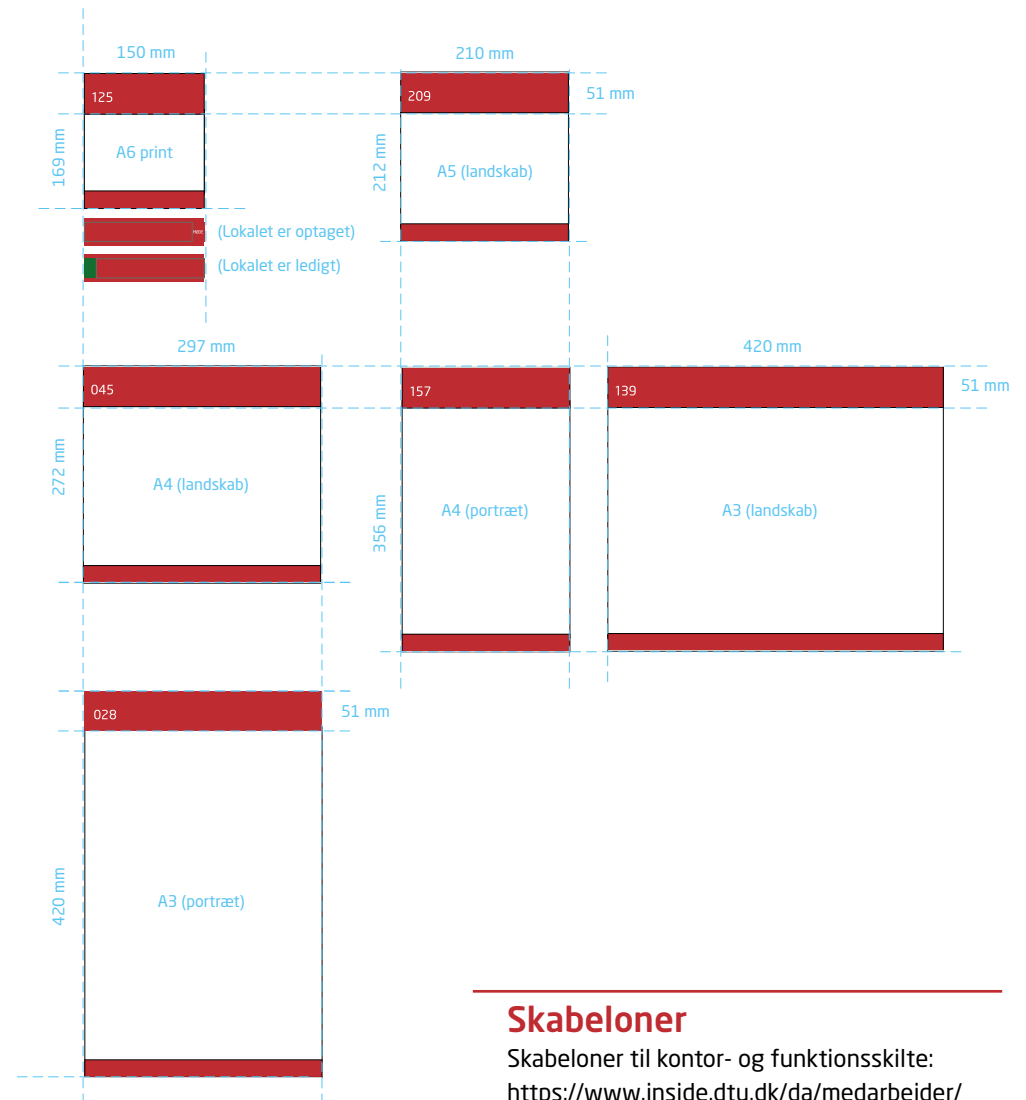 150 mm
210 mm
125
209
51 mm
169 mm
A6 print
212 mm
A5 (landskab)
(Lokalet er optaget)
(Lokalet er ledigt)
297 mm
420 mm
045
157
139
51 mm
272 mm
A4 (landskab)
356 mm
A4 (portræt)
A3 (landskab)
028
51 mm
420 mm
A3 (portræt)
Skabeloner
Skabeloner til kontor- og funktionsskilte:
https://www.inside.dtu.dk/da/medarbejder/